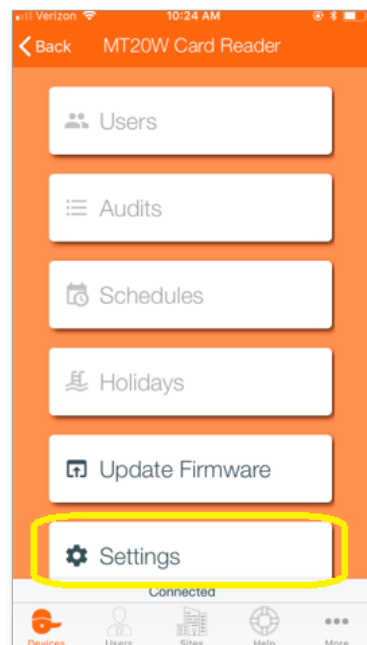 Verizon 10:24 AM
Back MT20W Card Reader
Users
Audits
Schedules
Holidays
Update Firmware
Settings
Connected
Devices Users Sites Help More